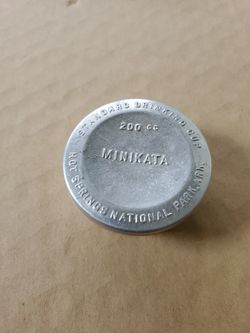 STANDARD DRINKING CUP
200 cc
MINIKATA
HOT SPRINGS NATIONAL PARK. ARK.